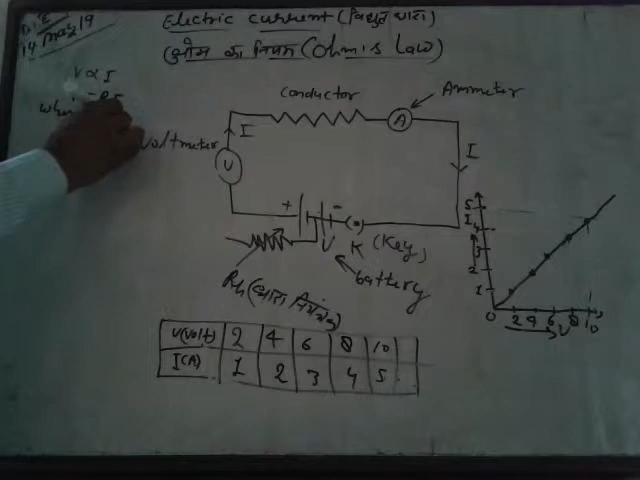 14 Mar 19
Electric current (विद्युत धारा)
ओम का नियम (Ohm's law)
V ∝ I
conductor
Ammeter
A
I
I
Voltmeter
V
+ -
K (Key)
V
battery
Rh (धारा
5
I
4
3
2
1
0 2 4 6 8 10
V
V(volt) 2 4 6 8 10
I(A) 1 2 3 4 5